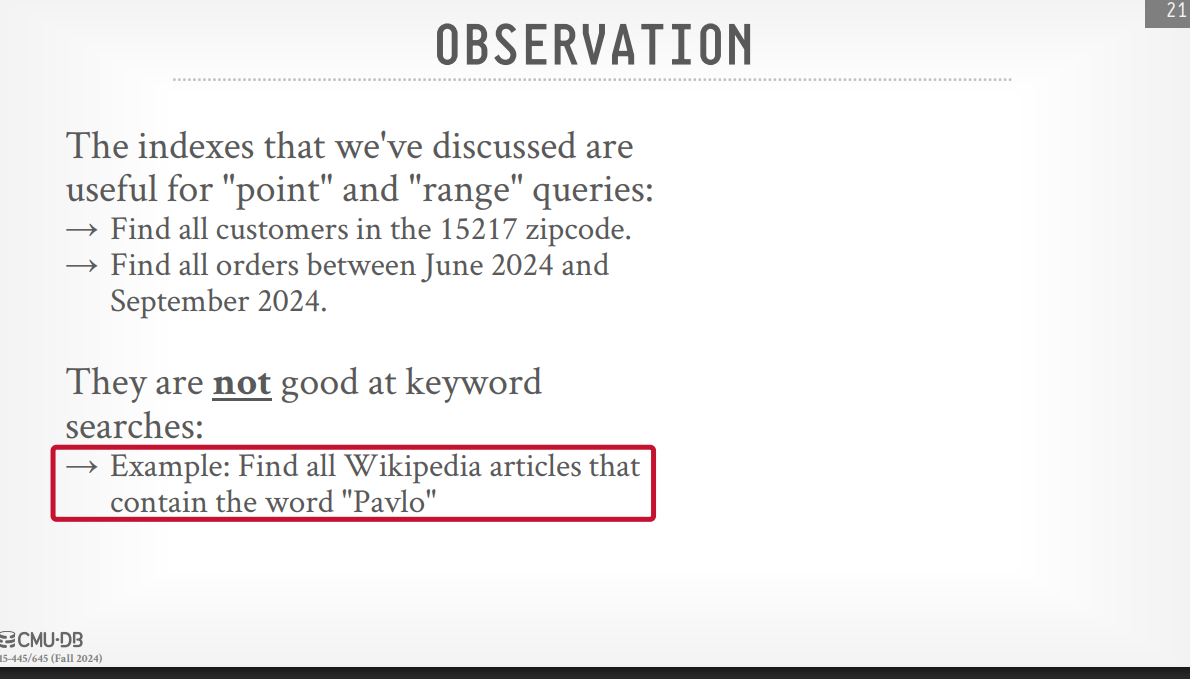 21
OBSERVATION
The indexes that we've discussed are
useful for "point" and "range" queries:
→ Find all customers in the 15217 zipcode.
→ Find all orders between June 2024 and
September 2024.
They are not good at keyword
searches:
→ Example: Find all Wikipedia articles that
contain the word "Pavlo"
CMU·DB
15-445/645 (Fall 2024)